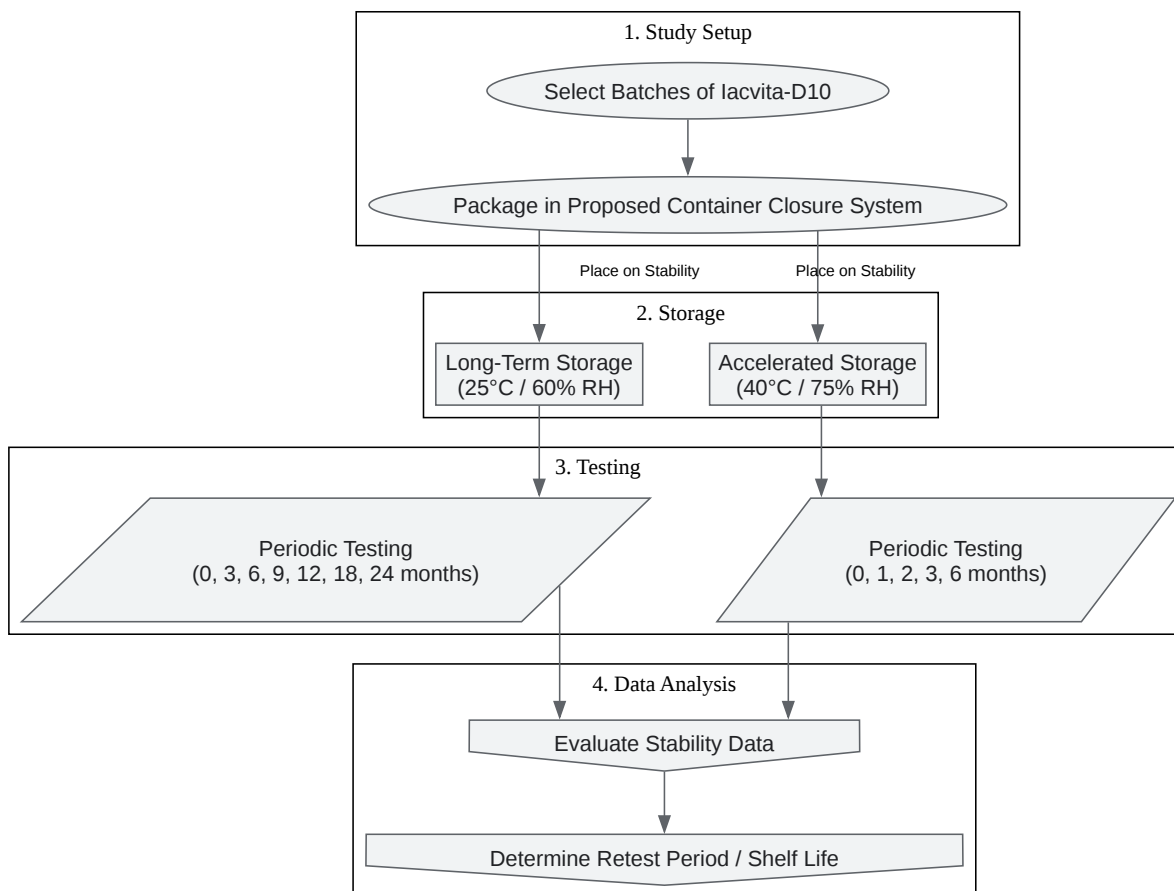 1. Study Setup
Select Batches of Iacvita-D10
Package in Proposed Container Closure System
Place on Stability
Place on Stability
2. Storage
Long-Term Storage
(25°C / 60% RH)
Accelerated Storage
(40°C / 75% RH)
3. Testing
Periodic Testing
(0, 3, 6, 9, 12, 18, 24 months)
Periodic Testing
(0, 1, 2, 3, 6 months)
4. Data Analysis
Evaluate Stability Data
Determine Retest Period / Shelf Life